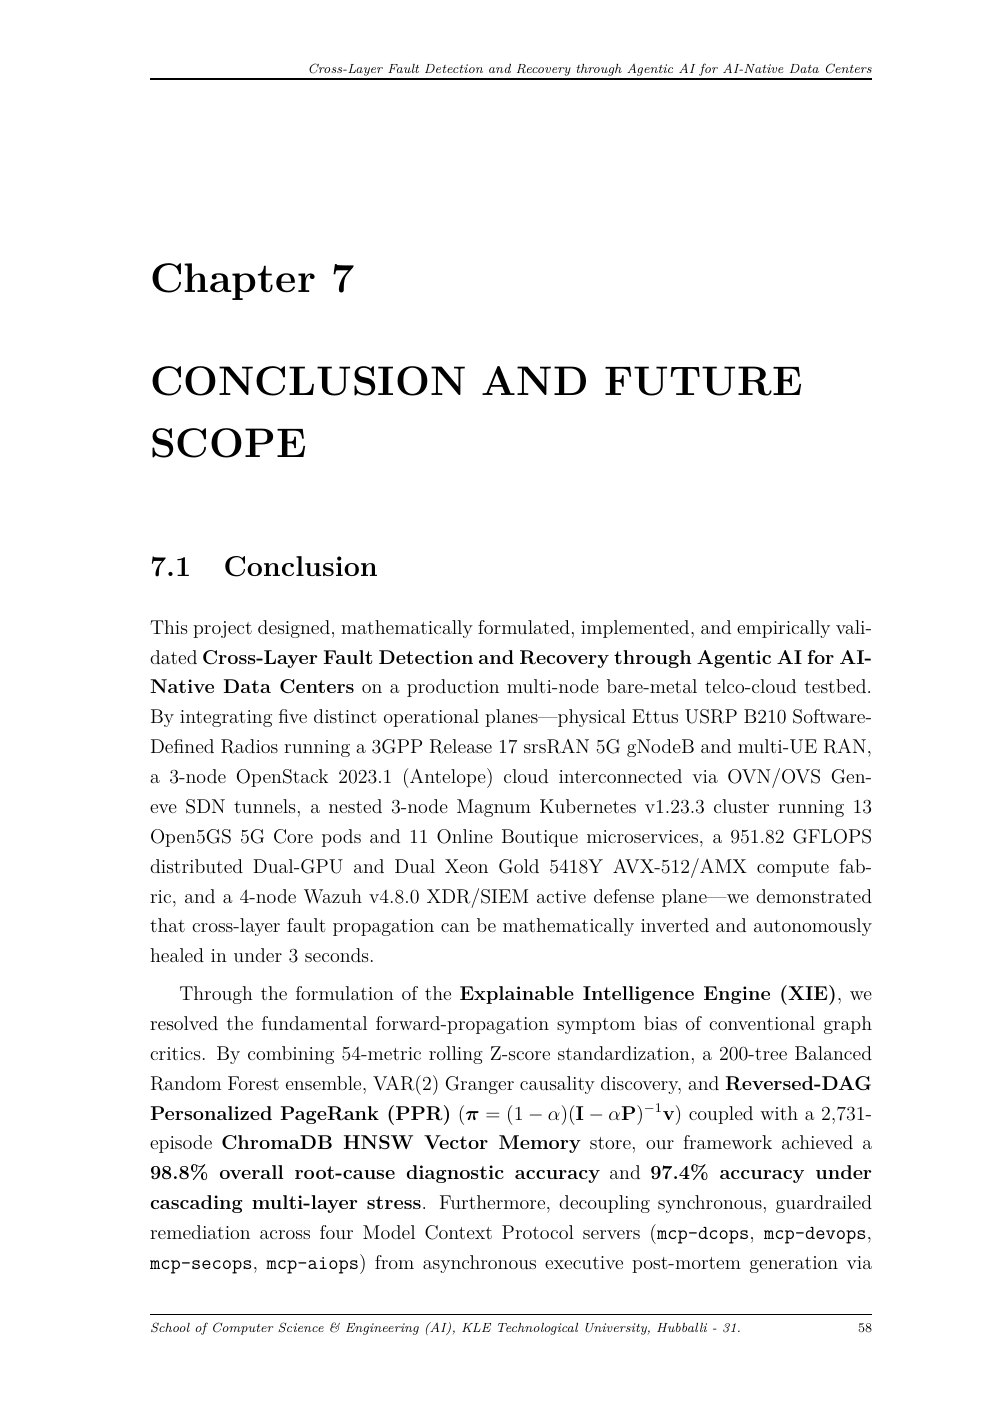 Cross-Layer Fault Detection and Recovery through Agentic AI for AI-Native Data Centers
Chapter 7
CONCLUSION AND FUTURE
SCOPE
7.1 Conclusion
This project designed, mathematically formulated, implemented, and empirically vali-
dated Cross-Layer Fault Detection and Recovery through Agentic AI for AI-
Native Data Centers on a production multi-node bare-metal telco-cloud testbed.
By integrating five distinct operational planes—physical Ettus USRP B210 Software-
Defined Radios running a 3GPP Release 17 srsRAN 5G gNodeB and multi-UE RAN,
a 3-node OpenStack 2023.1 (Antelope) cloud interconnected via OVN/OVS Gen-
eve SDN tunnels, a nested 3-node Magnum Kubernetes v1.23.3 cluster running 13
Open5GS 5G Core pods and 11 Online Boutique microservices, a 951.82 GFLOPS
distributed Dual-GPU and Dual Xeon Gold 5418Y AVX-512/AMX compute fab-
ric, and a 4-node Wazuh v4.8.0 XDR/SIEM active defense plane—we demonstrated
that cross-layer fault propagation can be mathematically inverted and autonomously
healed in under 3 seconds.
Through the formulation of the Explainable Intelligence Engine (XIE), we
resolved the fundamental forward-propagation symptom bias of conventional graph
critics. By combining 54-metric rolling Z-score standardization, a 200-tree Balanced
Random Forest ensemble, VAR(2) Granger causality discovery, and Reversed-DAG
Personalized PageRank (PPR) (π = (1 − α)(I − αP)⁻¹v) coupled with a 2,731-
episode ChromaDB HNSW Vector Memory store, our framework achieved a
98.8% overall root-cause diagnostic accuracy and 97.4% accuracy under
cascading multi-layer stress. Furthermore, decoupling synchronous, guardrailed
remediation across four Model Context Protocol servers (mcp-dcops, mcp-devops,
mcp-secops, mcp-aiops) from asynchronous executive post-mortem generation via
School of Computer Science & Engineering (AI), KLE Technological University, Hubballi - 31. 58